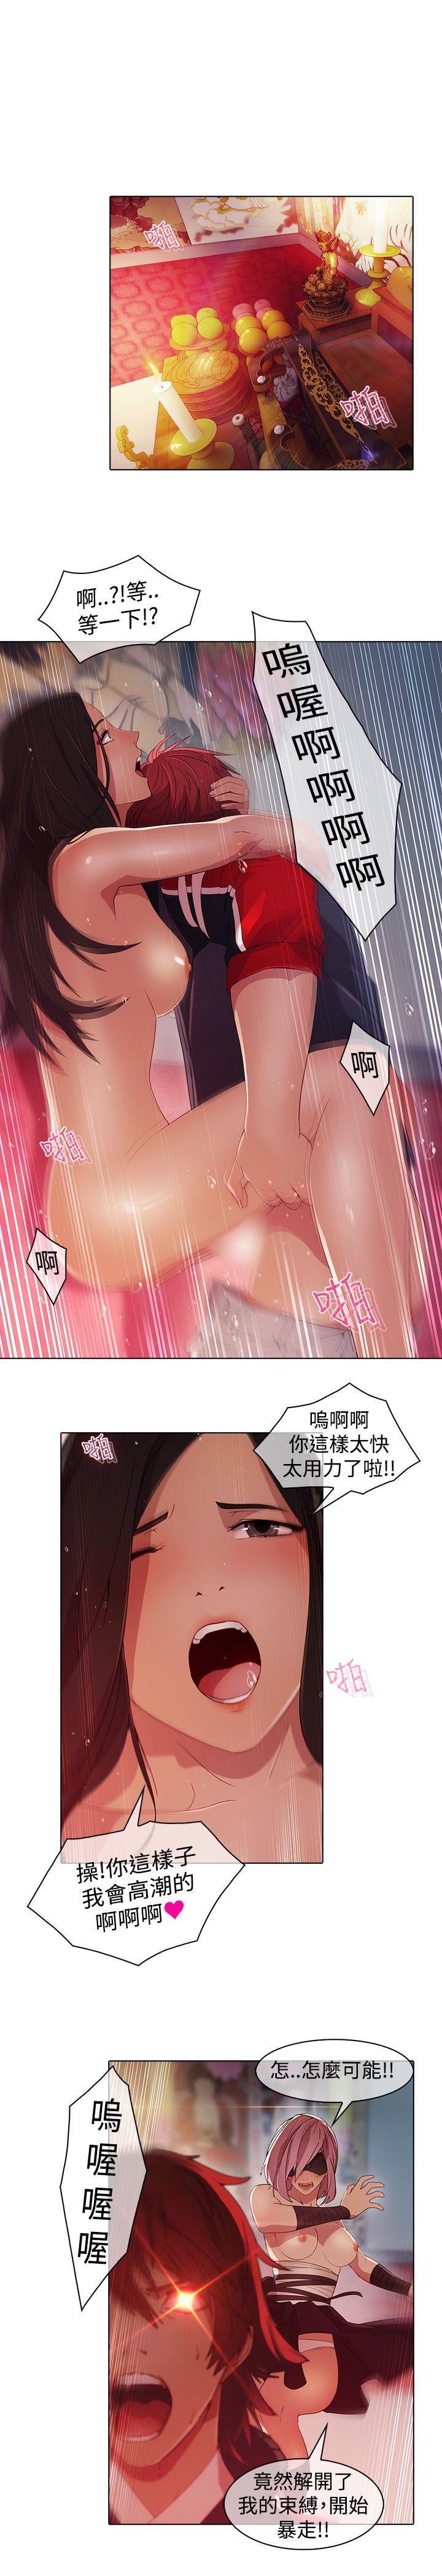 啪
啪
啊..?!等..
等一下!?
嗚喔啊啊啊啊
啊
啪
啊
啪
啪
嗚啊啊
你這樣太快
太用力了啦!!
啪
操!你這樣子
我會高潮的
啊啊啊♥
怎..怎麼可能!!
嗚喔喔喔
竟然解開了
我的束縛,開始
暴走!!